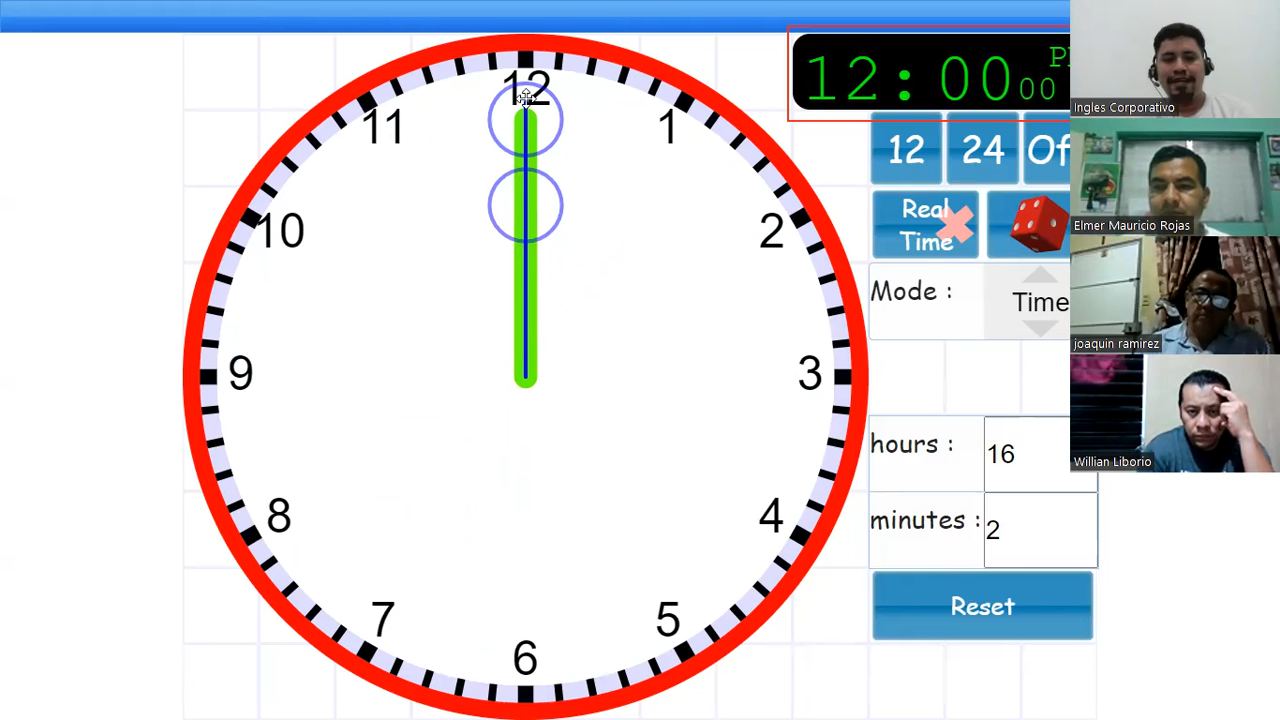 12
11
1
10
2
9
3
8
4
7
5
6
12:00 00
12 24
Real
Time
Mode :
Time
hours : 16
minutes : 2
Reset
Ingles Corporativo
Elmer Mauricio Rojas
joaquin ramirez
Willian Liborio